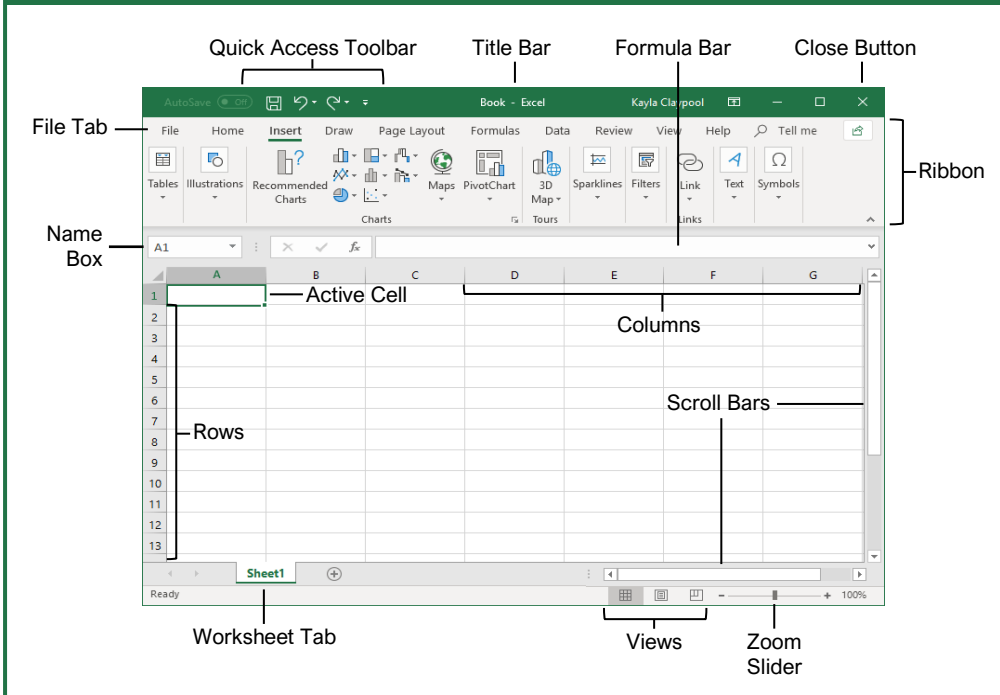 Quick Access Toolbar Title Bar Formula Bar Close Button
AutoSave Off Book - Excel Kayla Claypool
File Tab
File Home Insert Draw Page Layout Formulas Data Review View Help Tell me
Ribbon
Tables Illustrations Recommended Charts Maps PivotChart 3D Map Sparklines Filters Link Text Symbols
Charts Tours Links
Name
Box
A1 fx
A B C D E F G
1 Active Cell
2 Columns
3
4
5
6 Scroll Bars
7
Rows
8
9
10
11
12
13
Sheet1
Ready 100%
Worksheet Tab Views Zoom
Slider